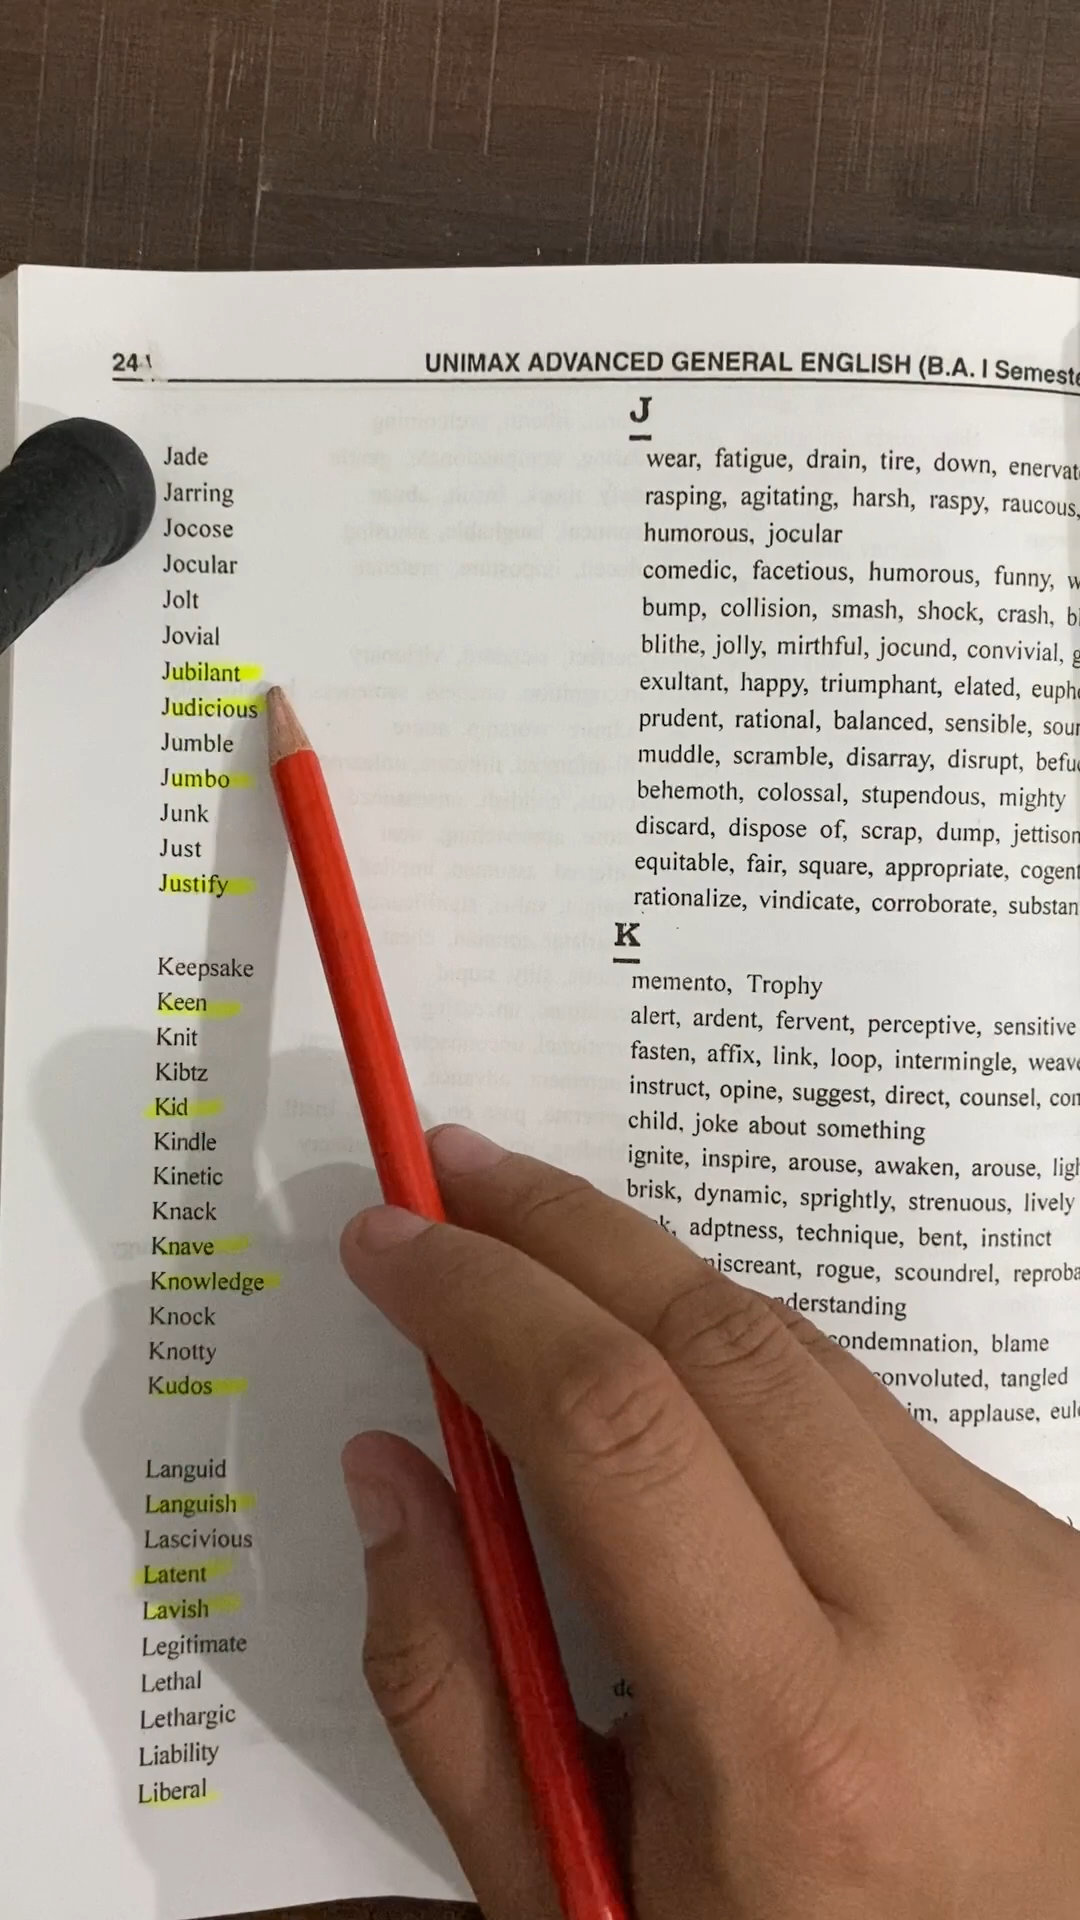 UNIMAX ADVANCED GENERAL ENGLISH (B.A. I
J
Jade wear, fatigue, drain, tire, down,
Jarring rasping, agitating, harsh, raspy, raucous,
Jocose humorous, jocular
Jocular comedic, facetious, humorous, funny,
Jolt bump, collision, smash, shock, crash,
Jovial blithe, jolly, mirthful, jocund, convivial,
Jubilant exultant, happy, triumphant, elated,
Judicious prudent, rational, balanced, sensible,
Jumble muddle, scramble, disarray, disrupt,
Jumbo behemoth, colossal, stupendous, mighty
Junk discard, dispose of, scrap, dump,
Just equitable, fair, square, appropriate,
Justify rationalize, vindicate, corroborate,
K
Keepsake memento, Trophy
Keen alert, ardent, fervent, perceptive, sensitive
Knit fasten, affix, link, loop, intermingle,
Kibtz instruct, opine, suggest, direct, counsel,
Kid child, joke about something
Kindle ignite, inspire, arouse, awaken, arouse,
Kinetic brisk, dynamic, sprightly, strenuous, lively
Knack adptness, technique, bent, instinct
Knave rogue, scoundrel,
Knowledge
Knock blame
Knotty tangled
Kudos applause,
Languid
Languish
Lascivious
Latent
Lavish
Legitimate
Lethal
Lethargic
Liability
Liberal